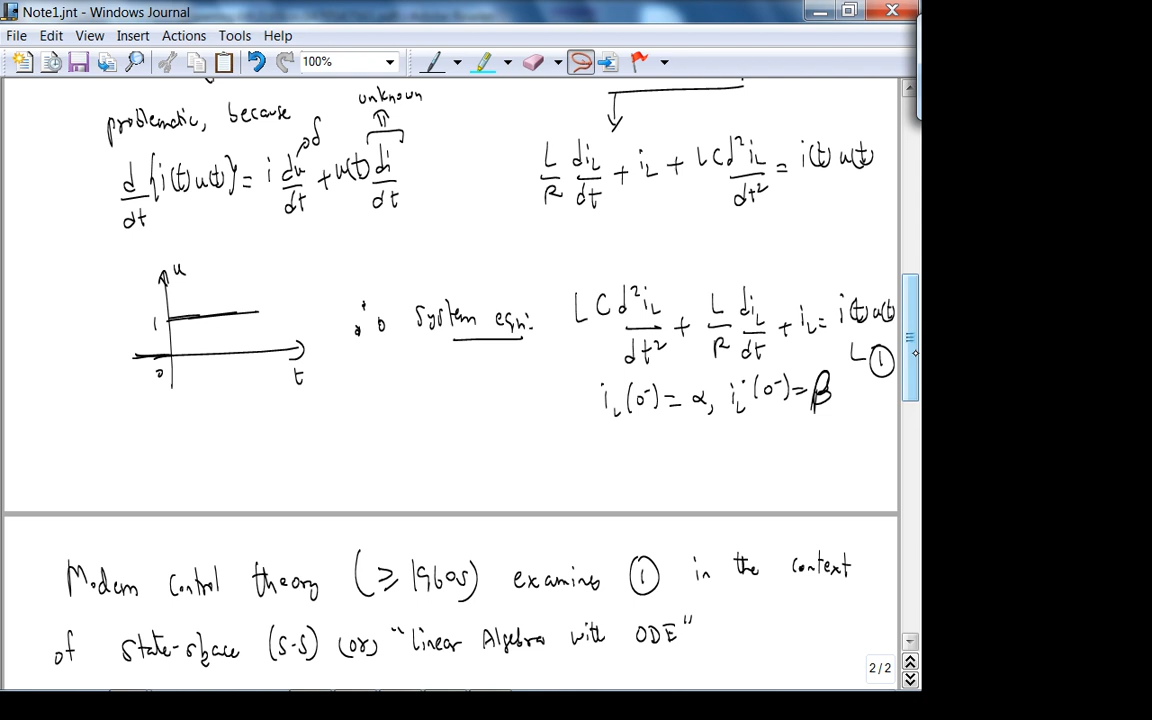 Note1.jnt - Windows Journal
File Edit View Insert Actions Tools Help
100%
unknown
problematic, because
d/dt {i(t)u(t)} = i du/dt + u(t) di/dt
δ
L/R di_L/dt + i_L + LC d²i_L/dt² = i(t) u(t)
u
1
0
t
∴ System eqn: LC d²i_L/dt² + L/R di_L/dt + i_L = i(t)u(t)
①
i_L(0⁻) = α, i̇_L(0⁻) = β
Modern Control theory (≥ 1960s) examines ① in the context
of state-space (S-S) (or) "linear Algebra with ODE"
2 / 2